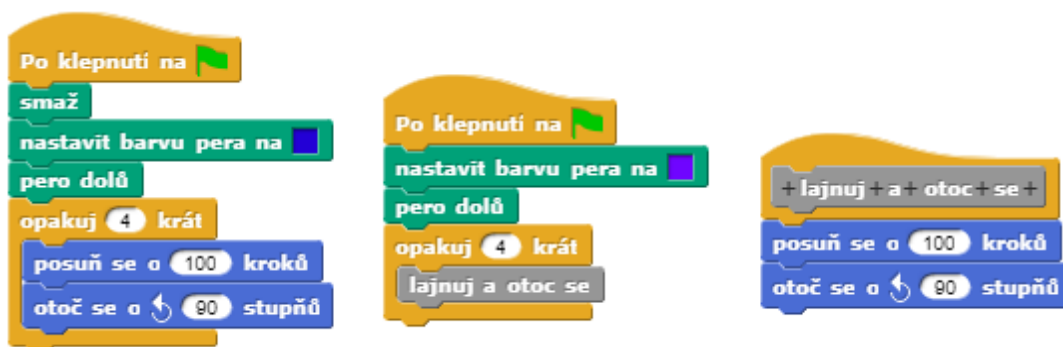 Po klepnutí na
smaž
nastavit barvu pera na
pero dolů
opakuj 4 krát
posuň se o 100 kroků
otoč se o 90 stupňů
Po klepnutí na
nastavit barvu pera na
pero dolů
opakuj 4 krát
lajnuj a otoc se
+lajnuj+a+otoc+se+
posuň se o 100 kroků
otoč se o 90 stupňů